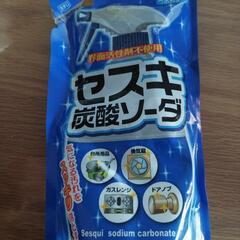 界面活性剤不使用
セスキ
炭酸ソーダ
換気扇
ガスレンジ
ドアノブ
Sesqui sodium carbonate